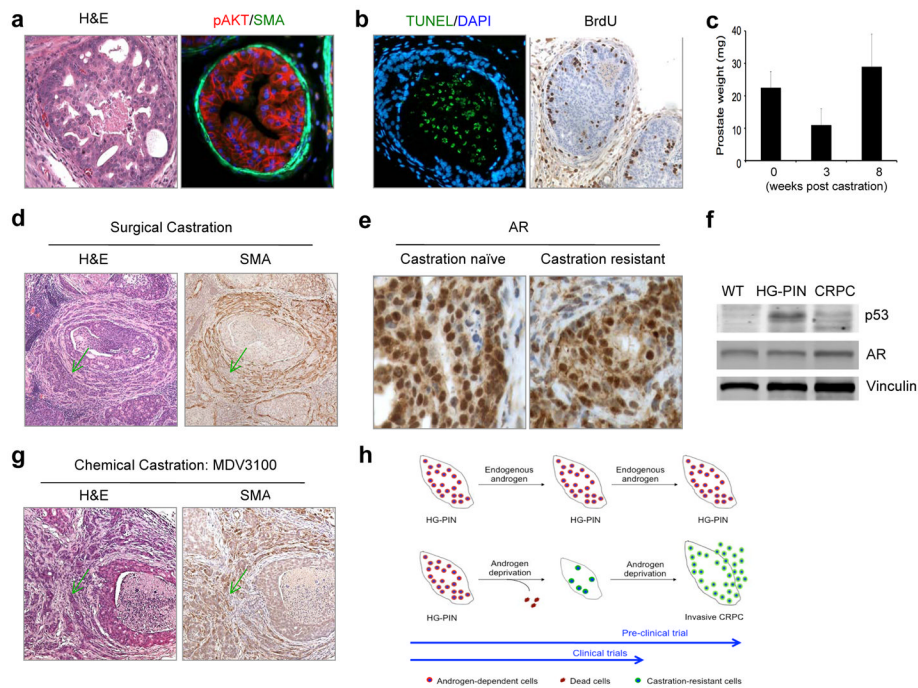 a
H&E
pAKT/SMA
b
TUNEL/DAPI
BrdU
c
Prostate weight (mg)
40
30
20
10
0
0
3
8
(weeks post castration)
d
Surgical Castration
H&E
SMA
e
AR
Castration naïve
Castration resistant
f
WT HG-PIN CRPC
p53
AR
Vinculin
g
Chemical Castration: MDV3100
H&E
SMA
h
Endogenous
androgen
Endogenous
androgen
HG-PIN
HG-PIN
HG-PIN
Androgen
deprivation
Androgen
deprivation
HG-PIN
Invasive CRPC
Pre-clinical trial
Clinical trials
Androgen-dependent cells
Dead cells
Castration-resistant cells